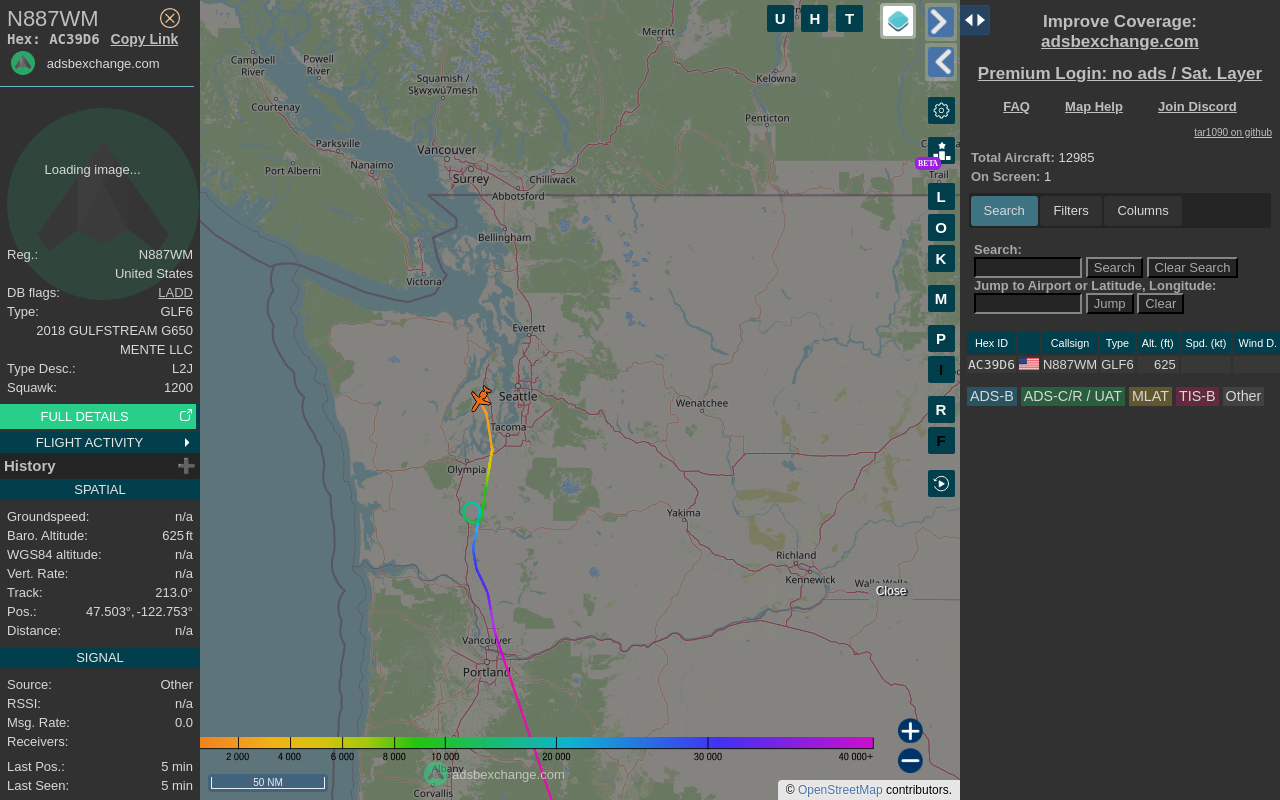 N887WM
Hex: AC39D6 Copy Link
adsbexchange.com
Loading image...
Reg.: N887WM
United States
DB flags: LADD
Type: GLF6
2018 GULFSTREAM G650
MENTE LLC
Type Desc.: L2J
Squawk: 1200
FULL DETAILS
FLIGHT ACTIVITY
History
SPATIAL
Groundspeed: n/a
Baro. Altitude: 625 ft
WGS84 altitude: n/a
Vert. Rate: n/a
Track: 213.0°
Pos.: 47.503°, -122.753°
Distance: n/a
SIGNAL
Source: Other
RSSI: n/a
Msg. Rate: 0.0
Receivers:
Last Pos.: 5 min
Last Seen: 5 min
U H T
Merritt
Campbell
River
Powell
River
Squamish /
Sḵwx̱wú7mesh
Kelowna
Courtenay
Penticton
Parksville
Vancouver
Nanaimo
Port Alberni
Surrey
Chilliwack
Abbotsford
BETA
Trail
Bellingham
Victoria
L
O
K
M
P
I
R
F
Everett
Seattle
Wenatchee
Tacoma
Olympia
Yakima
Richland
Kennewick
Walla Walla
Close
Vancouver
Portland
2 000 4 000 6 000 8 000 10 000 20 000 30 000 40 000+
Albany
adsbexchange.com
50 NM
Corvallis
© OpenStreetMap contributors.
Improve Coverage:
adsbexchange.com
Premium Login: no ads / Sat. Layer
FAQ Map Help Join Discord
tar1090 on github
Total Aircraft: 12985
On Screen: 1
Search Filters Columns
Search:
Search Clear Search
Jump to Airport or Latitude, Longitude:
Jump Clear
Hex ID Callsign Type Alt. (ft) Spd. (kt) Wind D.
AC39D6 N887WM GLF6 625
ADS-B ADS-C/R / UAT MLAT TIS-B Other